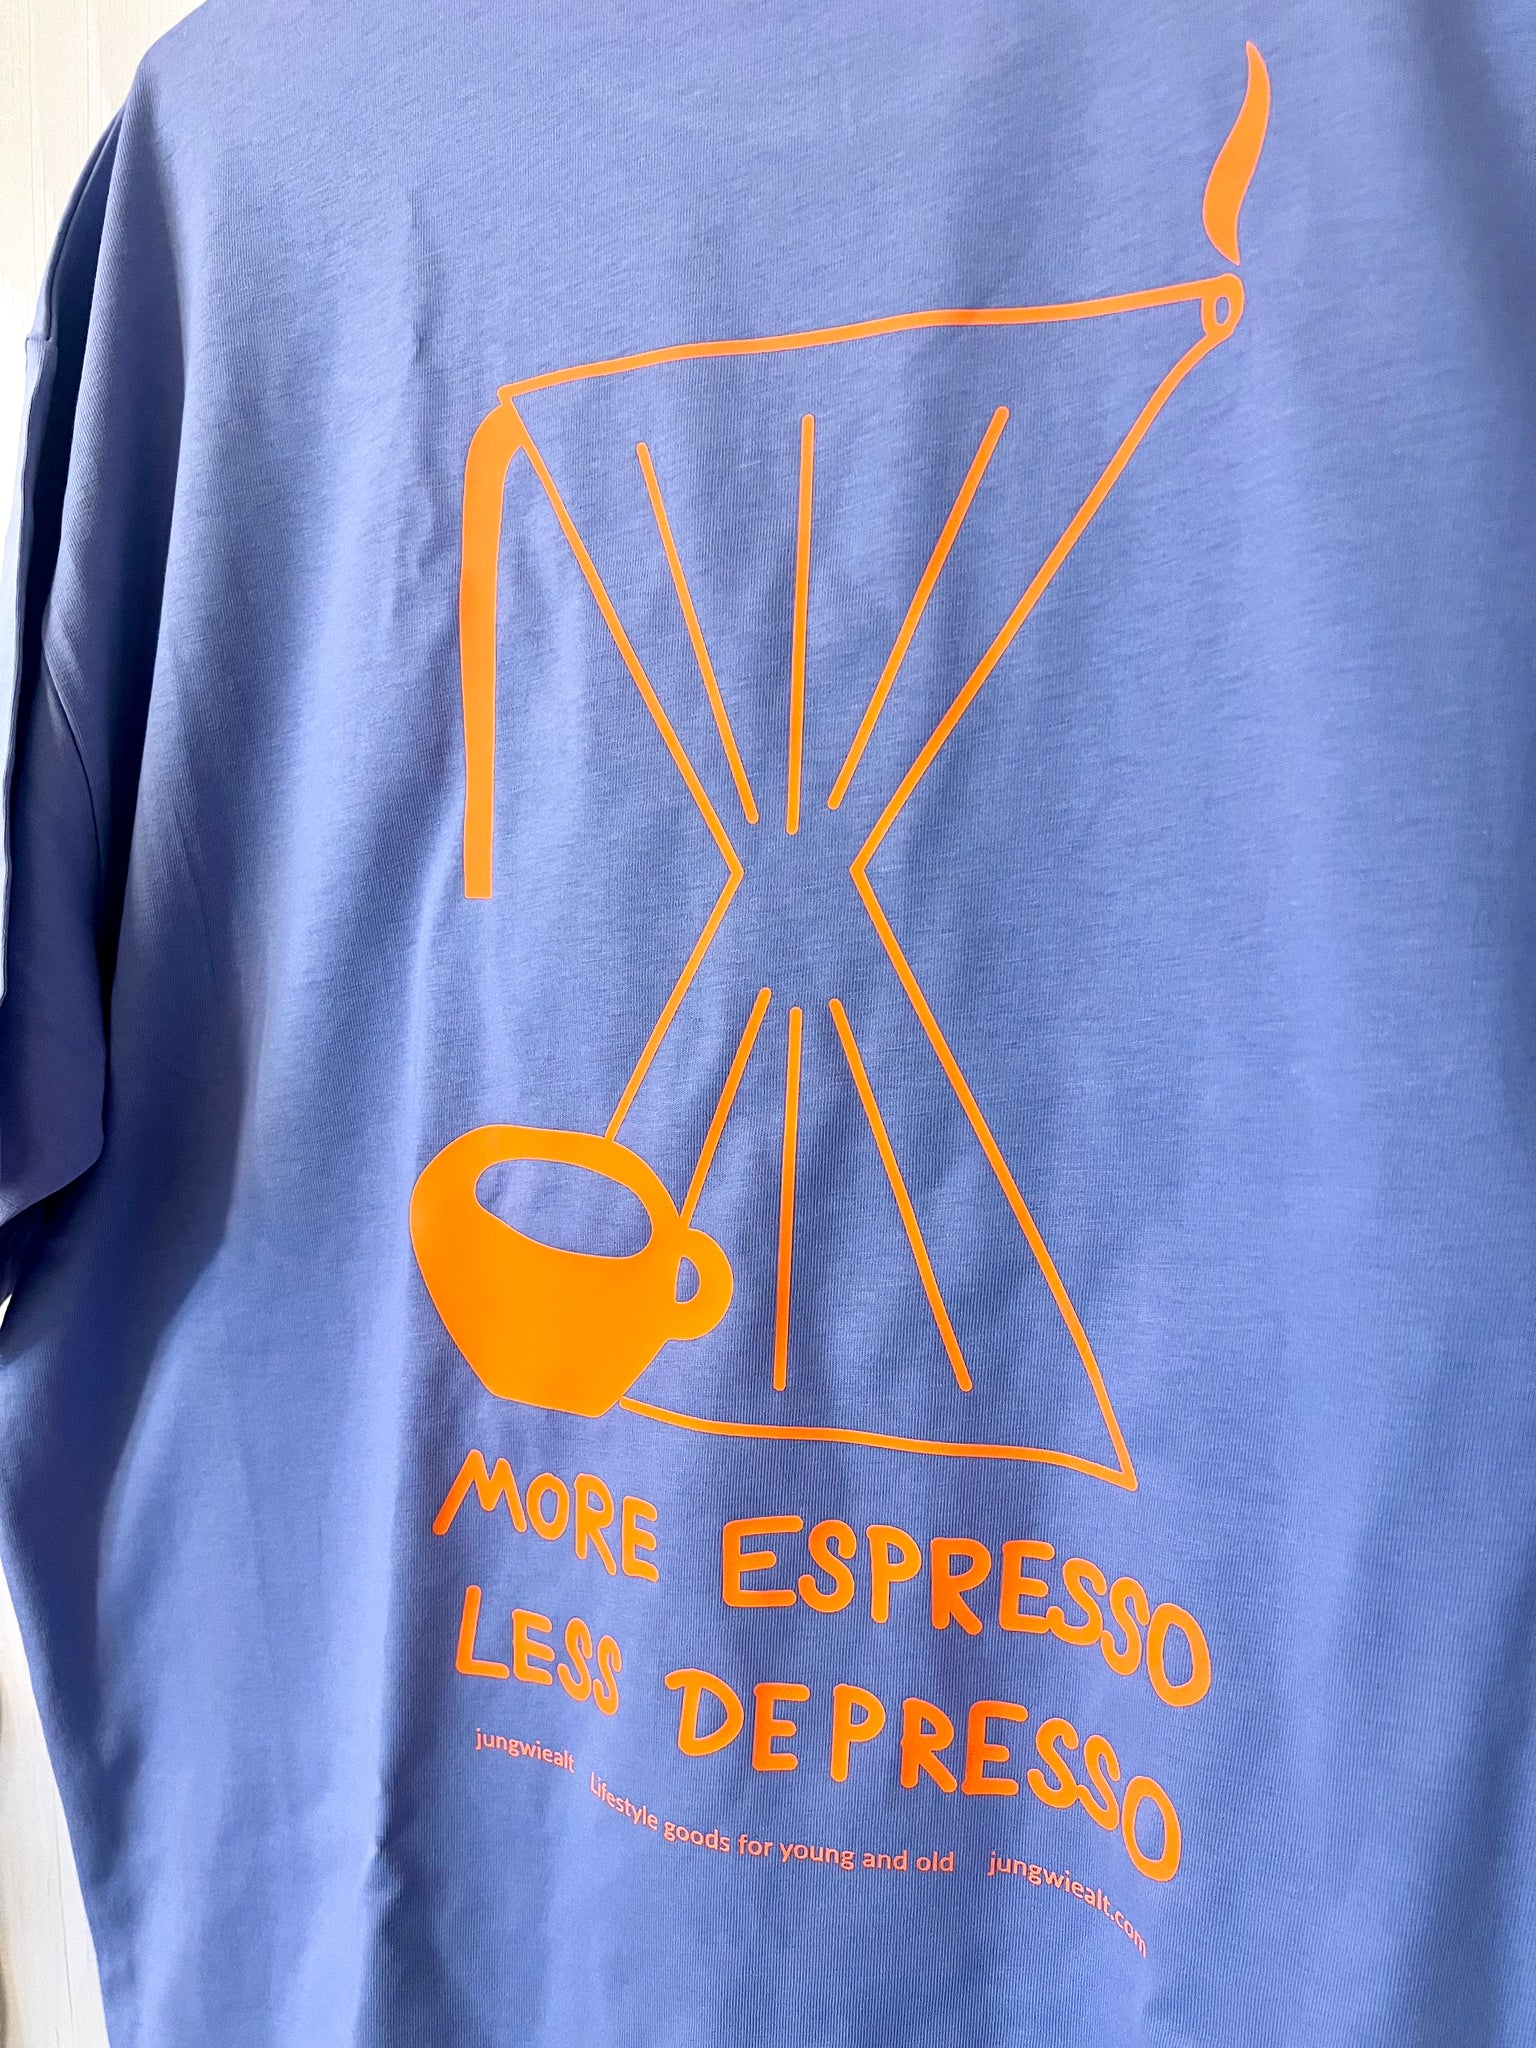 MORE ESPRESSO
LESS DEPRESSO
jungwiealt Lifestyle goods for young and old jungwiealt.com